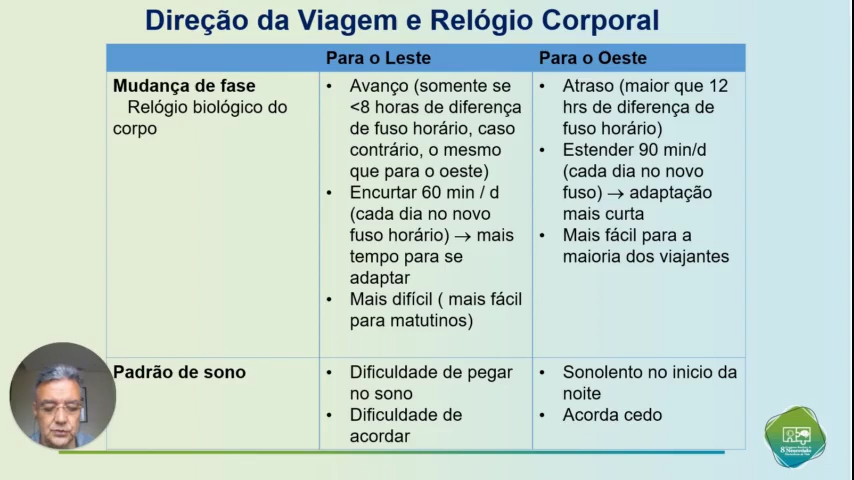 Direção da Viagem e Relógio Corporal
Para o Leste
Para o Oeste
Mudança de fase
Relógio biológico do
corpo
• Avanço (somente se
<8 horas de diferença
de fuso horário, caso
contrário, o mesmo
que para o oeste)
• Encurtar 60 min / d
(cada dia no novo
fuso horário) → mais
tempo para se
adaptar
• Mais difícil ( mais fácil
para matutinos)
• Atraso (maior que 12
hrs de diferença de
fuso horário)
• Estender 90 min/d
(cada dia no novo
fuso) → adaptação
mais curta
• Mais fácil para a
maioria dos viajantes
Padrão de sono
• Dificuldade de pegar
no sono
• Dificuldade de
acordar
• Sonolento no inicio da
noite
• Acorda cedo